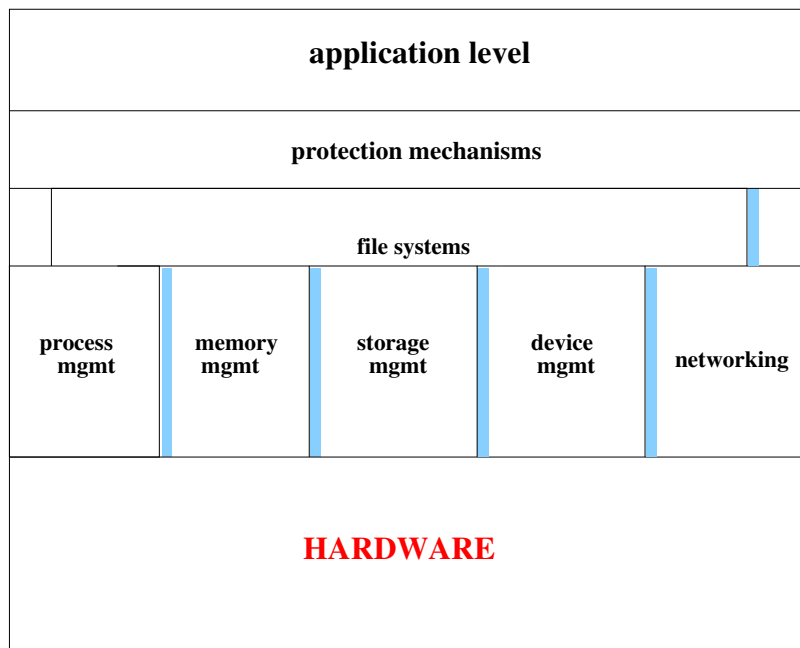 application level
protection mechanisms
file systems
process
mgmt
memory
mgmt
storage
mgmt
device
mgmt
networking
HARDWARE